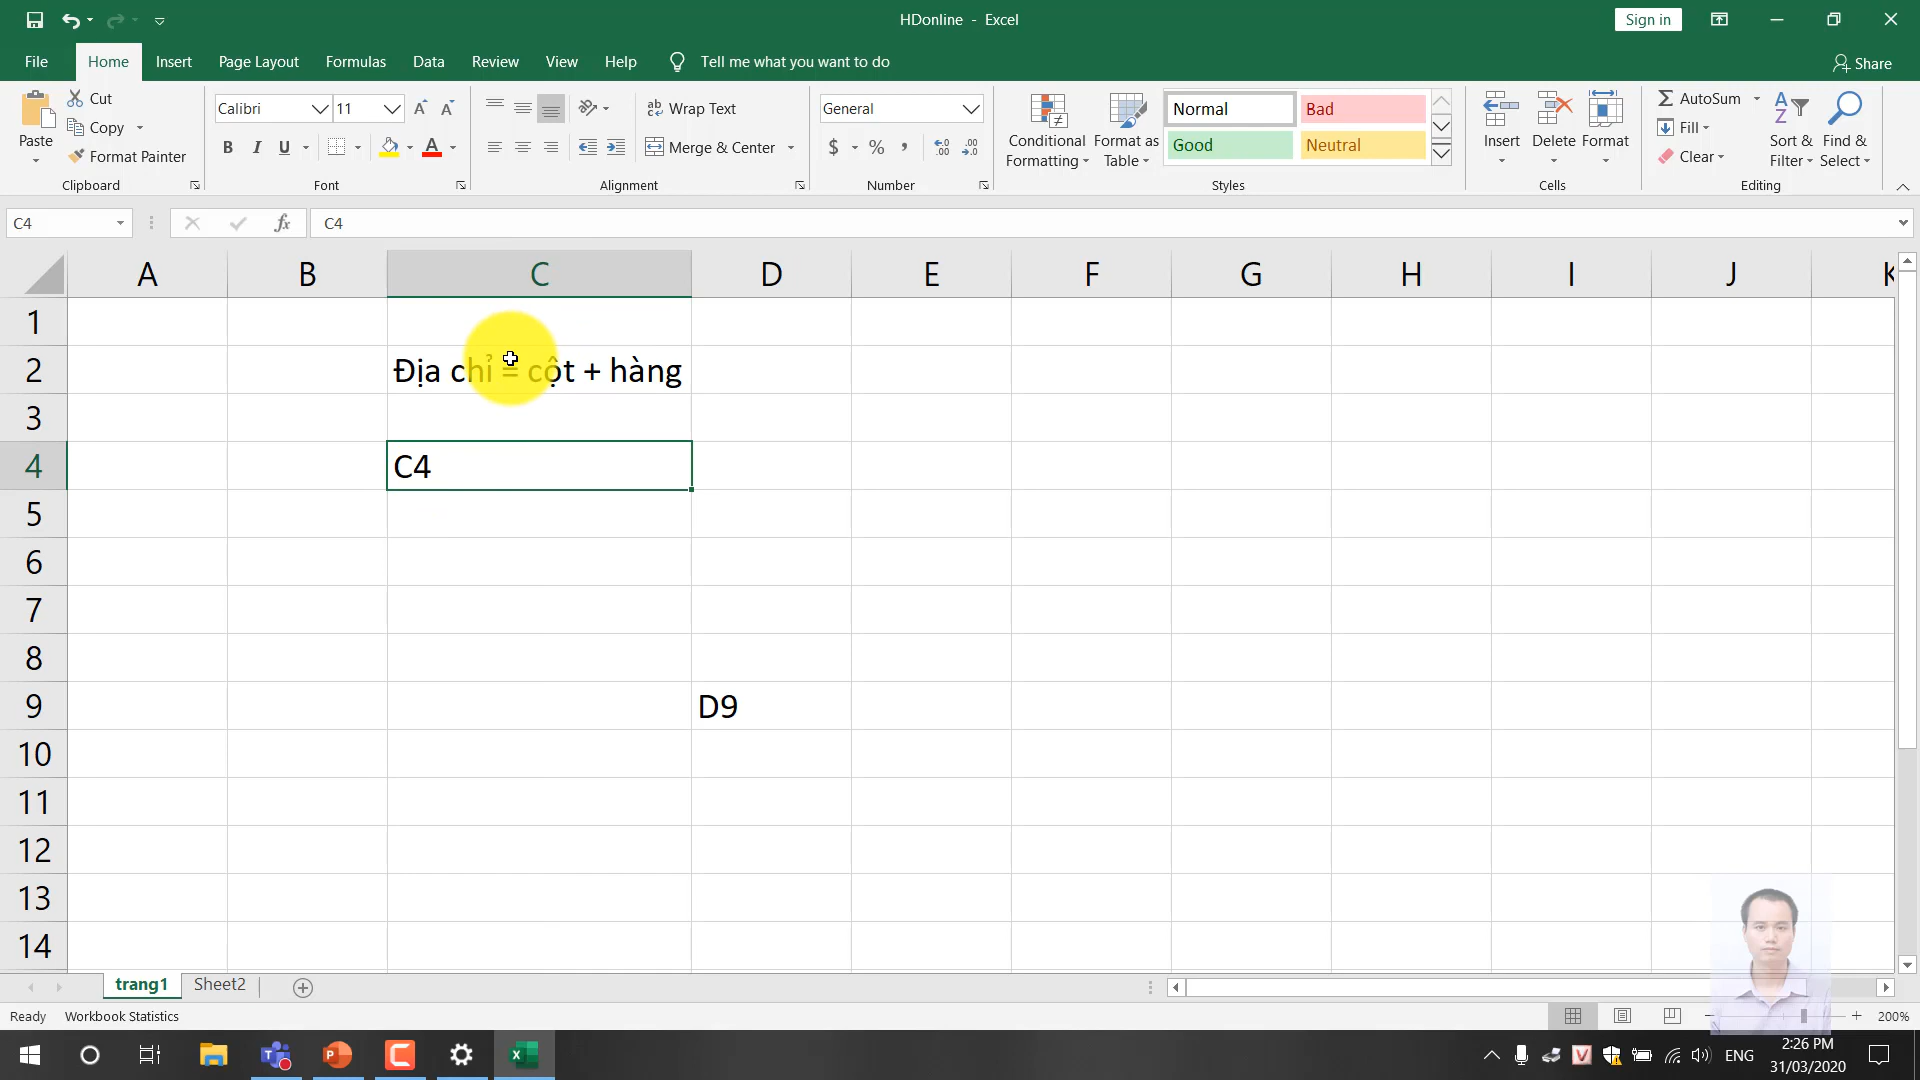 HDonline - Excel
Sign in
File Home Insert Page Layout Formulas Data Review View Help Tell me what you want to do Share
Paste
Cut
Copy
Format Painter
Clipboard
Calibri 11
B I U
Font
Wrap Text
Merge & Center
Alignment
General
$ % ,
Number
Conditional Formatting
Format as Table
Normal Bad
Good Neutral
Styles
Insert Delete Format
Cells
AutoSum
Fill
Clear
Sort & Filter
Find & Select
Editing
C4 fx C4
A B C D E F G H I J K
1
2 Địa chỉ = cột + hàng
3
4 C4
5
6
7
8
9 D9
10
11
12
13
14
trang1 Sheet2
Ready Workbook Statistics 200%
ENG
2:26 PM
31/03/2020